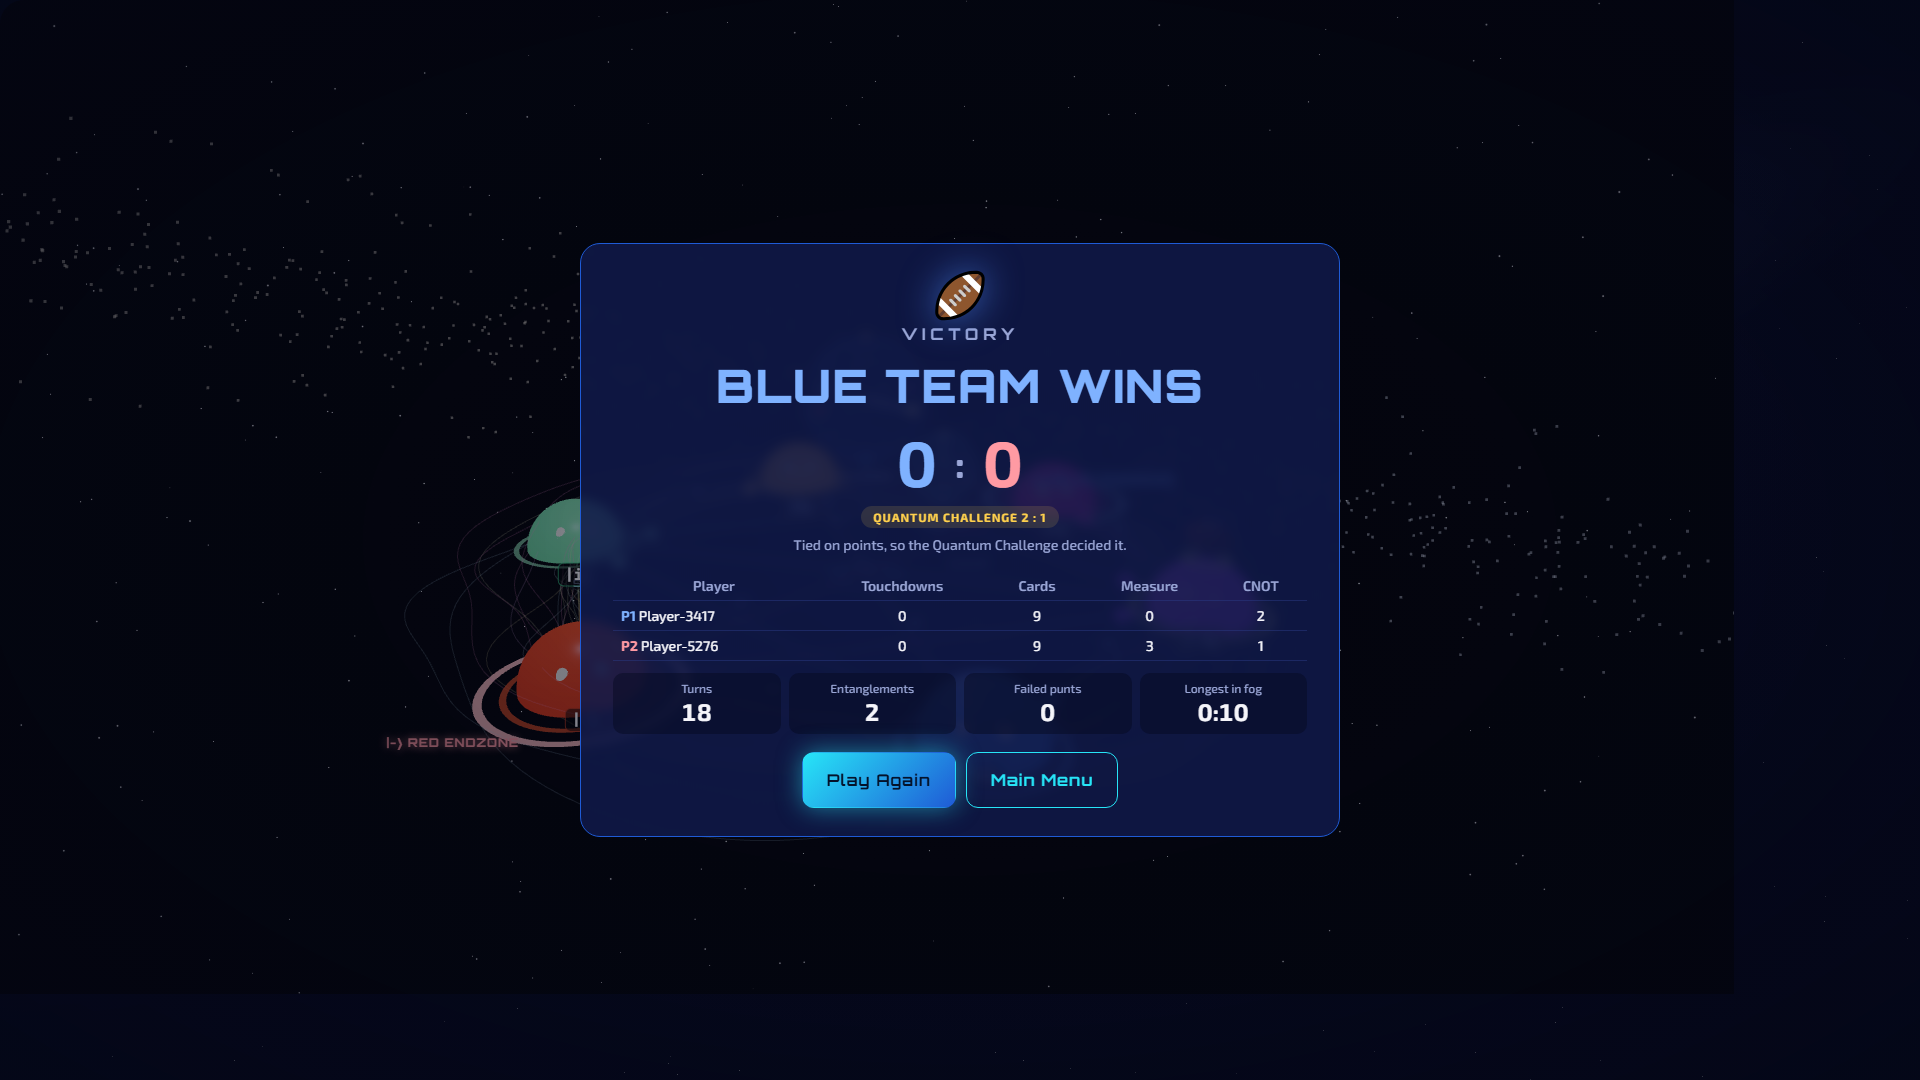 VICTORY
BLUE TEAM WINS
0 : 0
QUANTUM CHALLENGE 2 : 1
Tied on points, so the Quantum Challenge decided it.
Player Touchdowns Cards Measure CNOT
P1 Player-3417 0 9 0 2
P2 Player-5276 0 9 3 1
Turns Entanglements Failed punts Longest in fog
18 2 0 0:10
|-⟩ RED ENDZONE
Play Again Main Menu